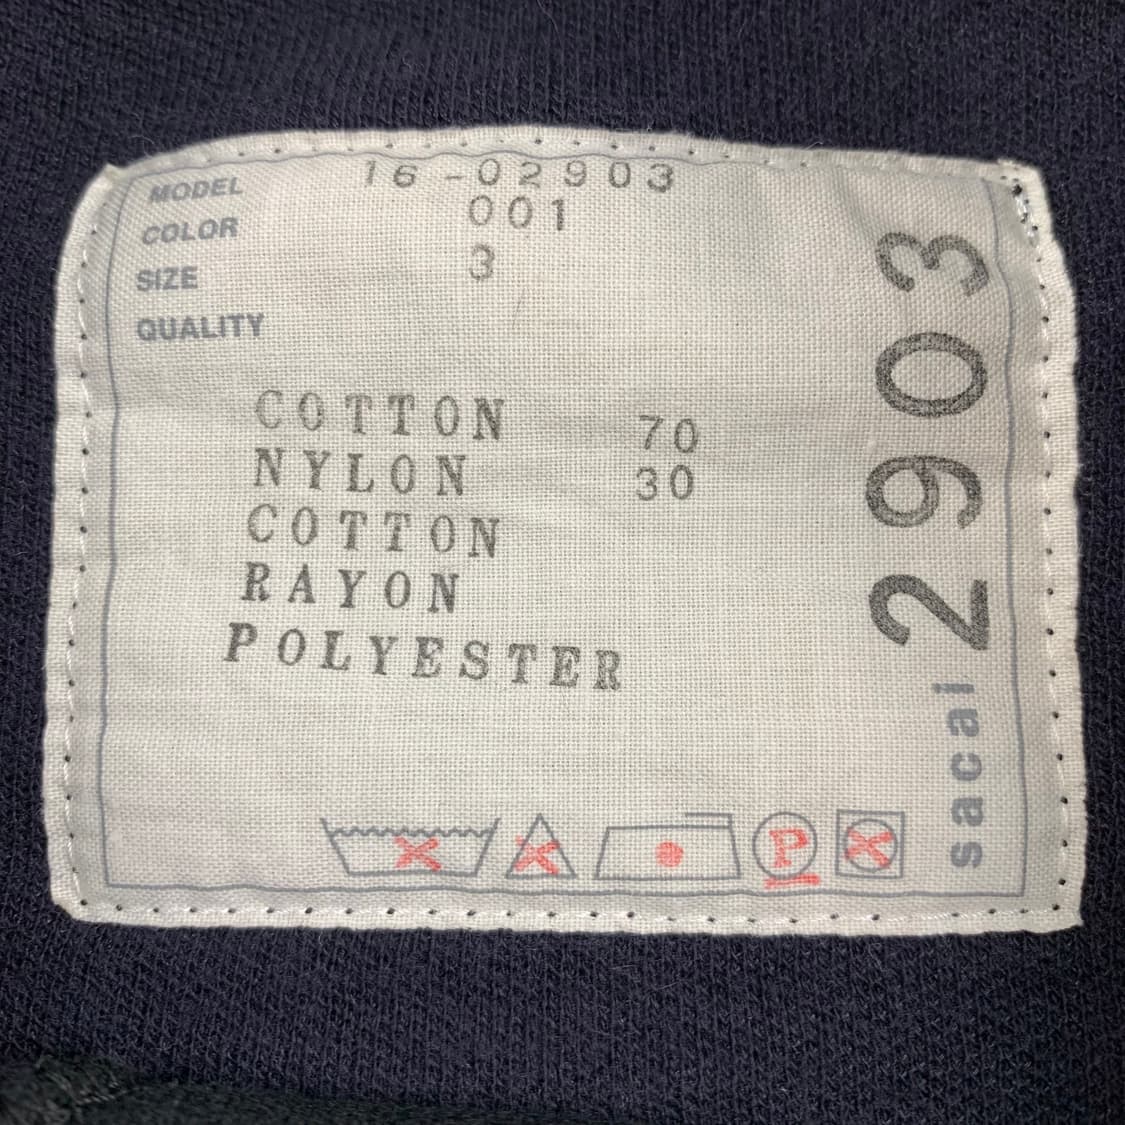 MODEL 16-02903
COLOR 001
SIZE 3
QUALITY
COTTON 70
NYLON 30
COTTON
RAYON
POLYESTER
P
sacai 2903